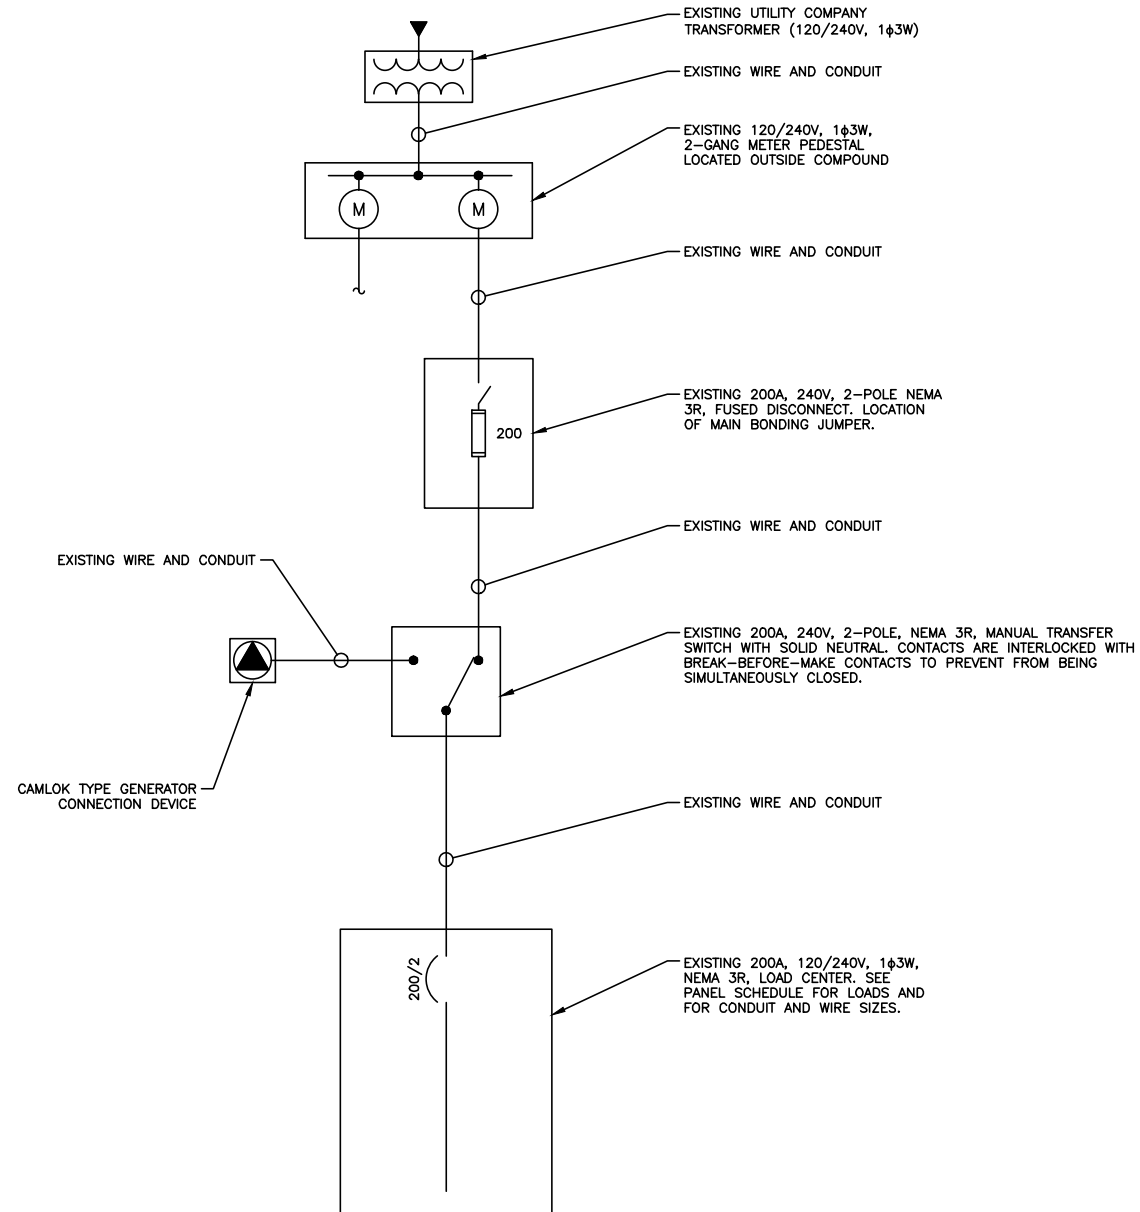 EXISTING UTILITY COMPANY
TRANSFORMER (120/240V, 1ϕ3W)
EXISTING WIRE AND CONDUIT
EXISTING 120/240V, 1ϕ3W,
2-GANG METER PEDESTAL
LOCATED OUTSIDE COMPOUND
M
M
EXISTING WIRE AND CONDUIT
EXISTING 200A, 240V, 2-POLE NEMA
3R, FUSED DISCONNECT. LOCATION
OF MAIN BONDING JUMPER.
200
EXISTING WIRE AND CONDUIT
EXISTING WIRE AND CONDUIT
EXISTING 200A, 240V, 2-POLE, NEMA 3R, MANUAL TRANSFER
SWITCH WITH SOLID NEUTRAL. CONTACTS ARE INTERLOCKED WITH
BREAK-BEFORE-MAKE CONTACTS TO PREVENT FROM BEING
SIMULTANEOUSLY CLOSED.
CAMLOK TYPE GENERATOR
CONNECTION DEVICE
EXISTING WIRE AND CONDUIT
200/2
EXISTING 200A, 120/240V, 1ϕ3W,
NEMA 3R, LOAD CENTER. SEE
PANEL SCHEDULE FOR LOADS AND
FOR CONDUIT AND WIRE SIZES.